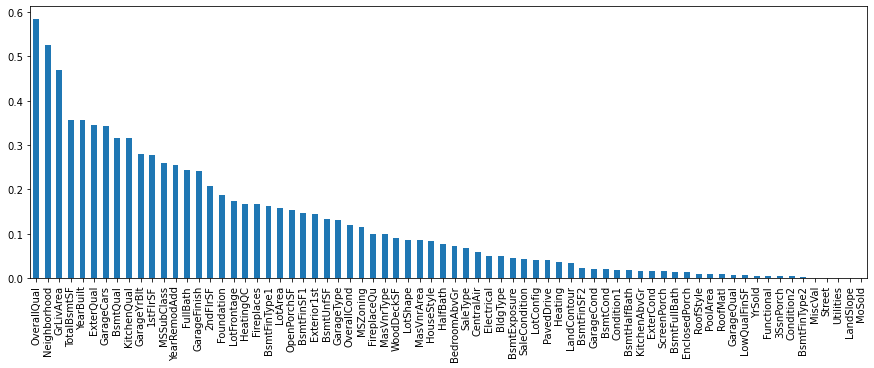 0.6
0.5
0.4
0.3
0.2
0.1
0.0
OverallQual
Neighborhood
GrLivArea
TotalBsmtSF
YearBuilt
ExterQual
GarageCars
BsmtQual
KitchenQual
GarageYrBlt
1stFlrSF
MSSubClass
YearRemodAdd
FullBath
GarageFinish
2ndFlrSF
Foundation
LotFrontage
HeatingQC
Fireplaces
BsmtFinType1
LotArea
OpenPorchSF
BsmtFinSF1
Exterior1st
BsmtUnfSF
GarageType
OverallCond
MSZoning
FireplaceQu
MasVnrType
WoodDeckSF
LotShape
MasVnrArea
HouseStyle
HalfBath
BedroomAbvGr
SaleType
CentralAir
Electrical
BldgType
BsmtExposure
SaleCondition
LotConfig
PavedDrive
Heating
LandContour
BsmtFinSF2
GarageCond
BsmtCond
Condition1
BsmtHalfBath
KitchenAbvGr
ExterCond
ScreenPorch
BsmtFullBath
EnclosedPorch
RoofStyle
PoolArea
RoofMatl
GarageQual
LowQualFinSF
YrSold
Functional
3SsnPorch
Condition2
BsmtFinType2
MiscVal
Street
Utilities
LandSlope
MoSold